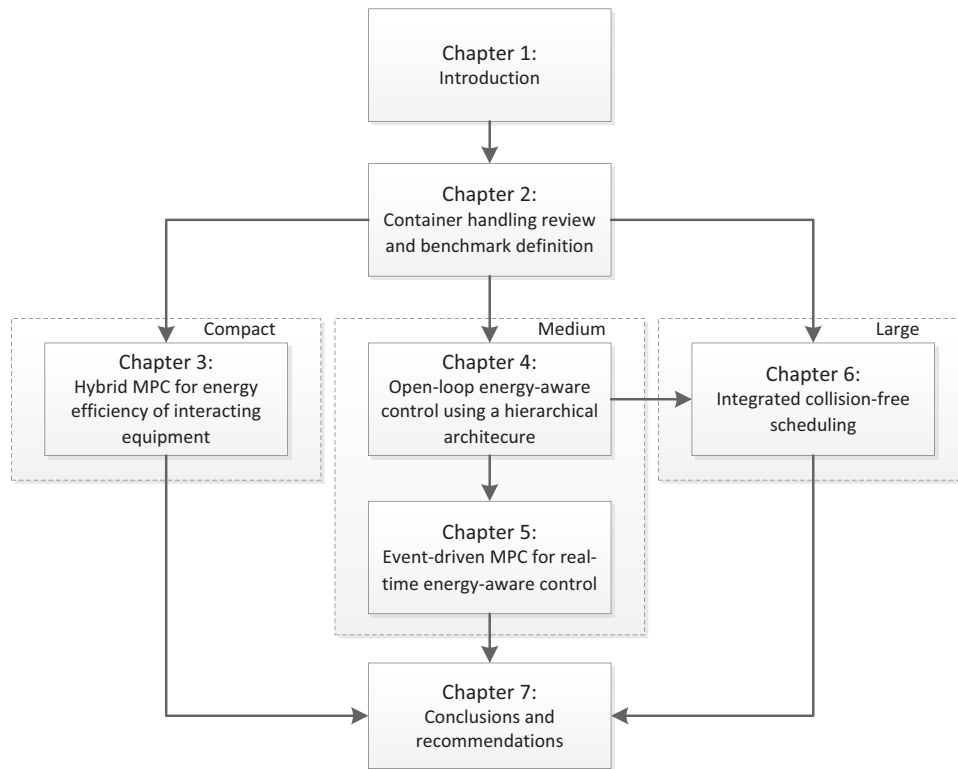 Chapter 1:
Introduction
Chapter 2:
Container handling review
and benchmark definition
Compact
Chapter 3:
Hybrid MPC for energy
efficiency of interacting
equipment
Medium
Chapter 4:
Open-loop energy-aware
control using a hierarchical
architecure
Large
Chapter 6:
Integrated collision-free
scheduling
Chapter 5:
Event-driven MPC for real-
time energy-aware control
Chapter 7:
Conclusions and
recommendations